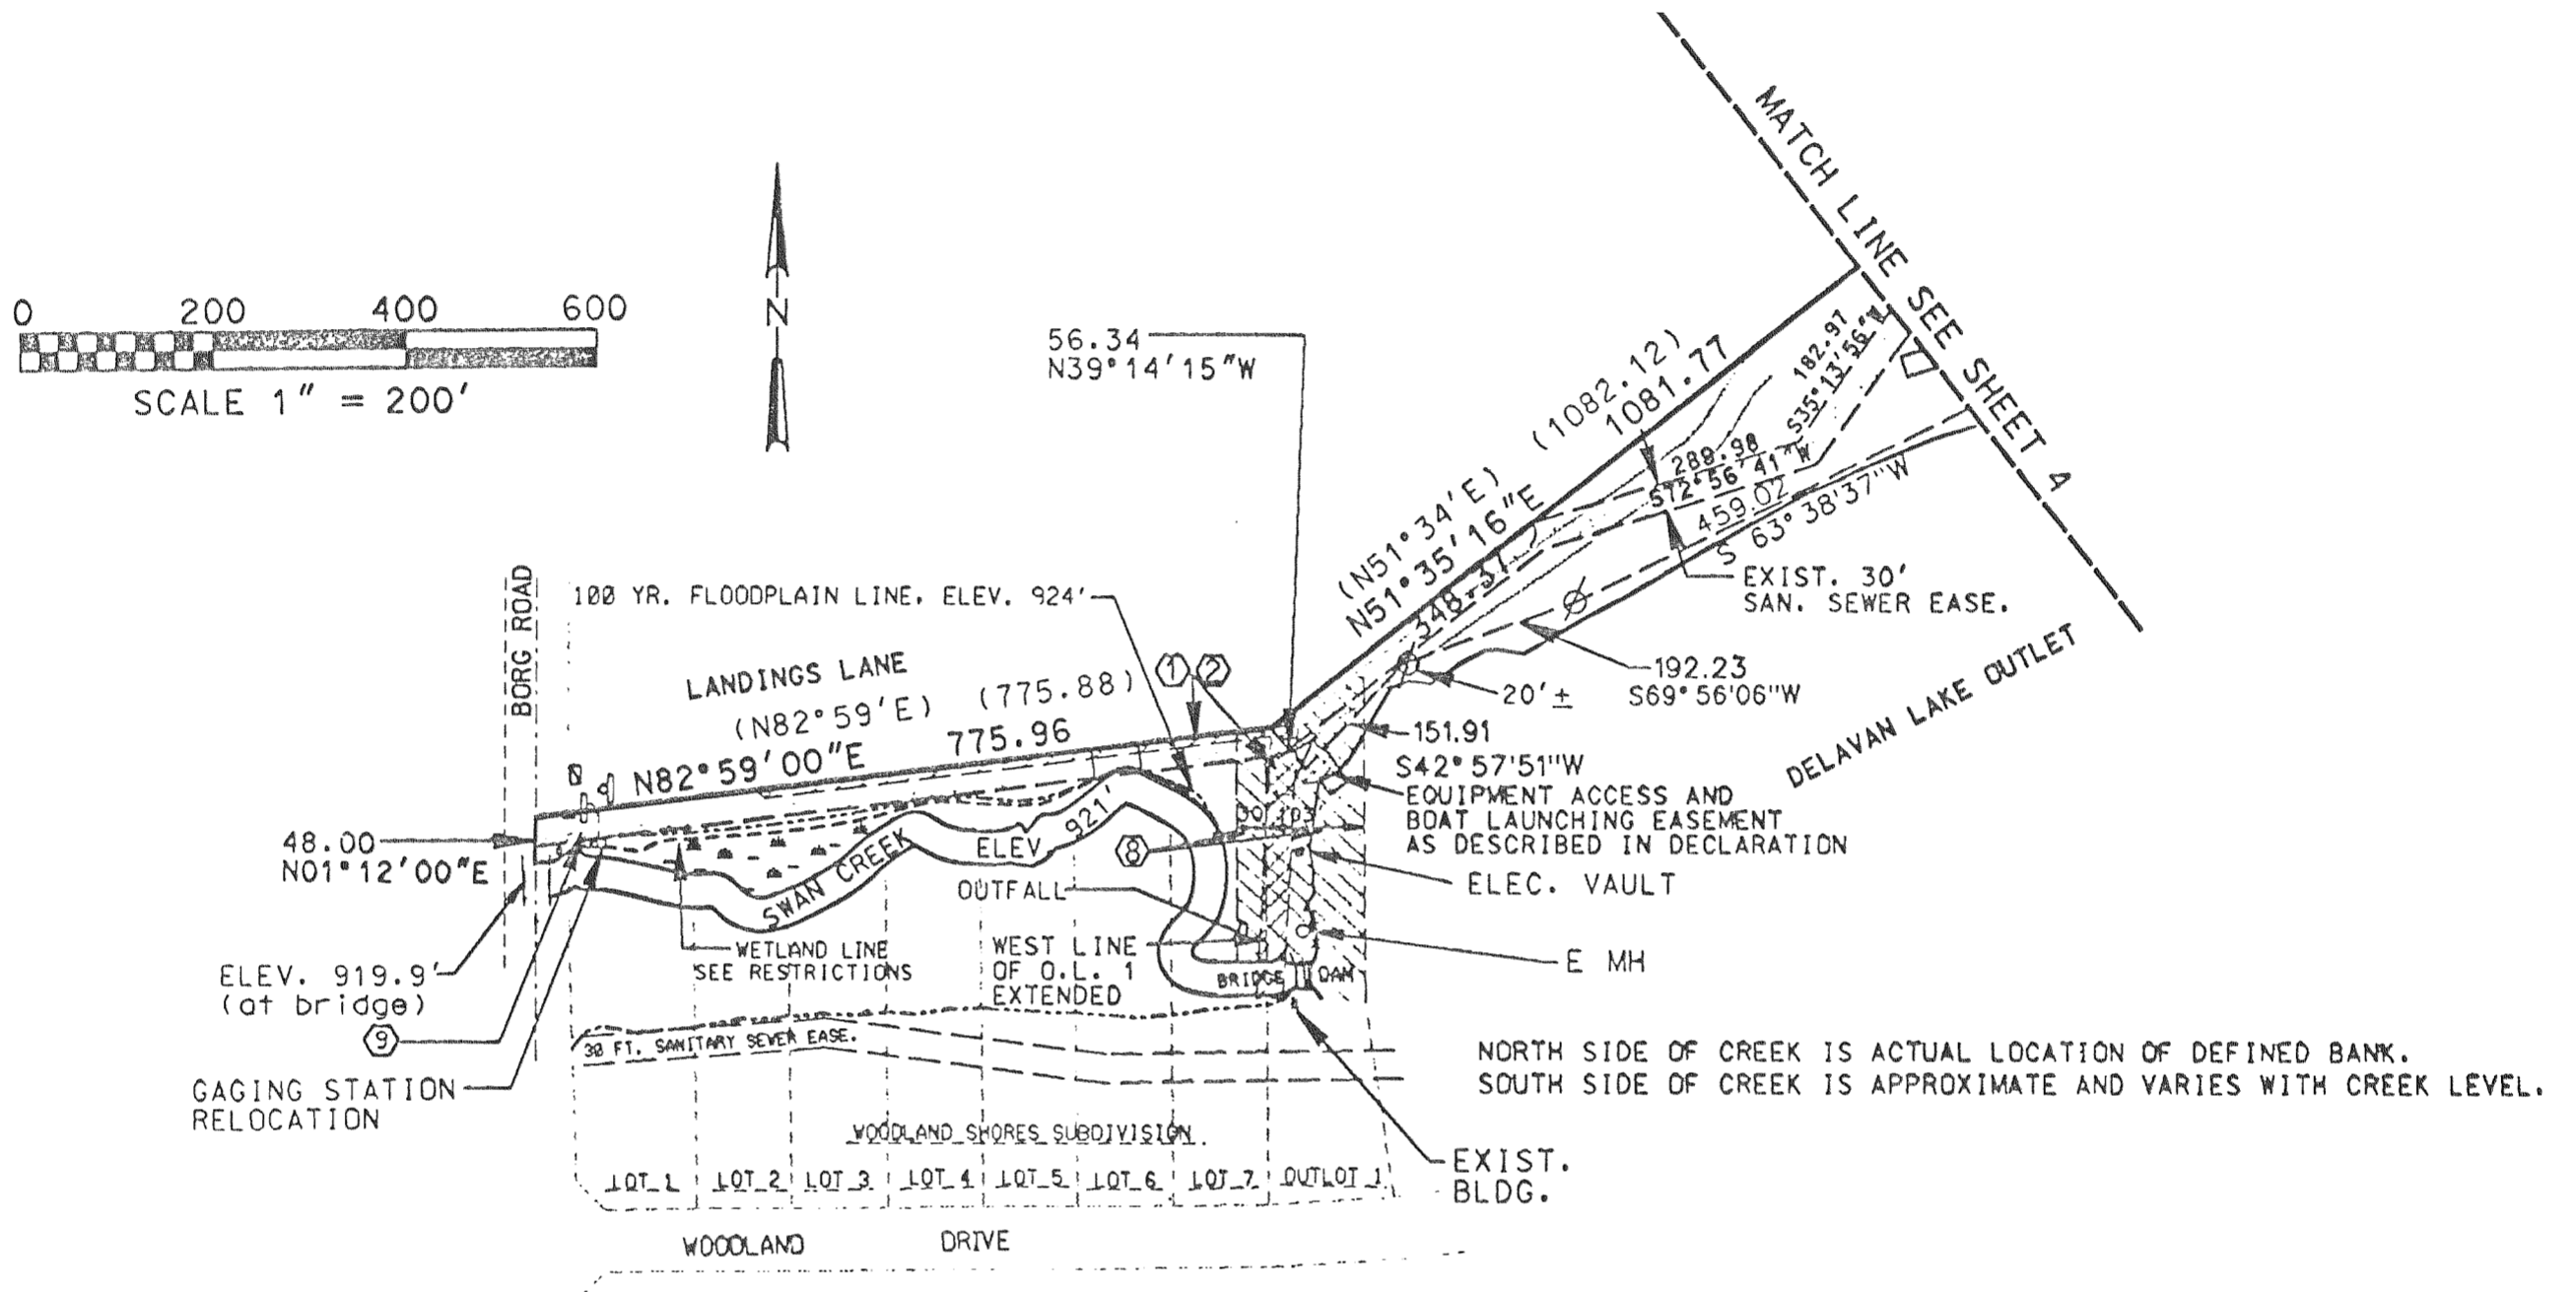 MATCH LINE SEE SHEET 4
0 200 400 600
SCALE 1" = 200'
N
56.34
N39°14'15"W
(1082.12)
1081.77
182.97
S35°13'56"W
289.98
S72°56'41"W
459.02
S 63°38'37"W
(N51°34'E)
N51°35'16"E
348.37
EXIST. 30'
SAN. SEWER EASE.
BORG ROAD
100 YR. FLOODPLAIN LINE, ELEV. 924'
LANDINGS LANE
(N82°59'E) (775.88)
N82°59'00"E 775.96
1 2
192.23
S69°56'06"W
20' ±
DELAVAN LAKE OUTLET
151.91
S42°57'51"W
EQUIPMENT ACCESS AND
BOAT LAUNCHING EASEMENT
AS DESCRIBED IN DECLARATION
48.00
N01°12'00"E
SWAN CREEK
ELEV 921'
30
103
8
ELEC. VAULT
OUTFALL
E MH
WETLAND LINE
SEE RESTRICTIONS
WEST LINE
OF O.L. 1
EXTENDED
BRIDGE
DAM
ELEV. 919.9'
(at bridge)
9
30 FT. SANITARY SEWER EASE.
GAGING STATION
RELOCATION
NORTH SIDE OF CREEK IS ACTUAL LOCATION OF DEFINED BANK.
SOUTH SIDE OF CREEK IS APPROXIMATE AND VARIES WITH CREEK LEVEL.
WOODLAND SHORES SUBDIVISION
EXIST.
BLDG.
LOT 1 LOT 2 LOT 3 LOT 4 LOT 5 LOT 6 LOT 7 OUTLOT 1
WOODLAND DRIVE